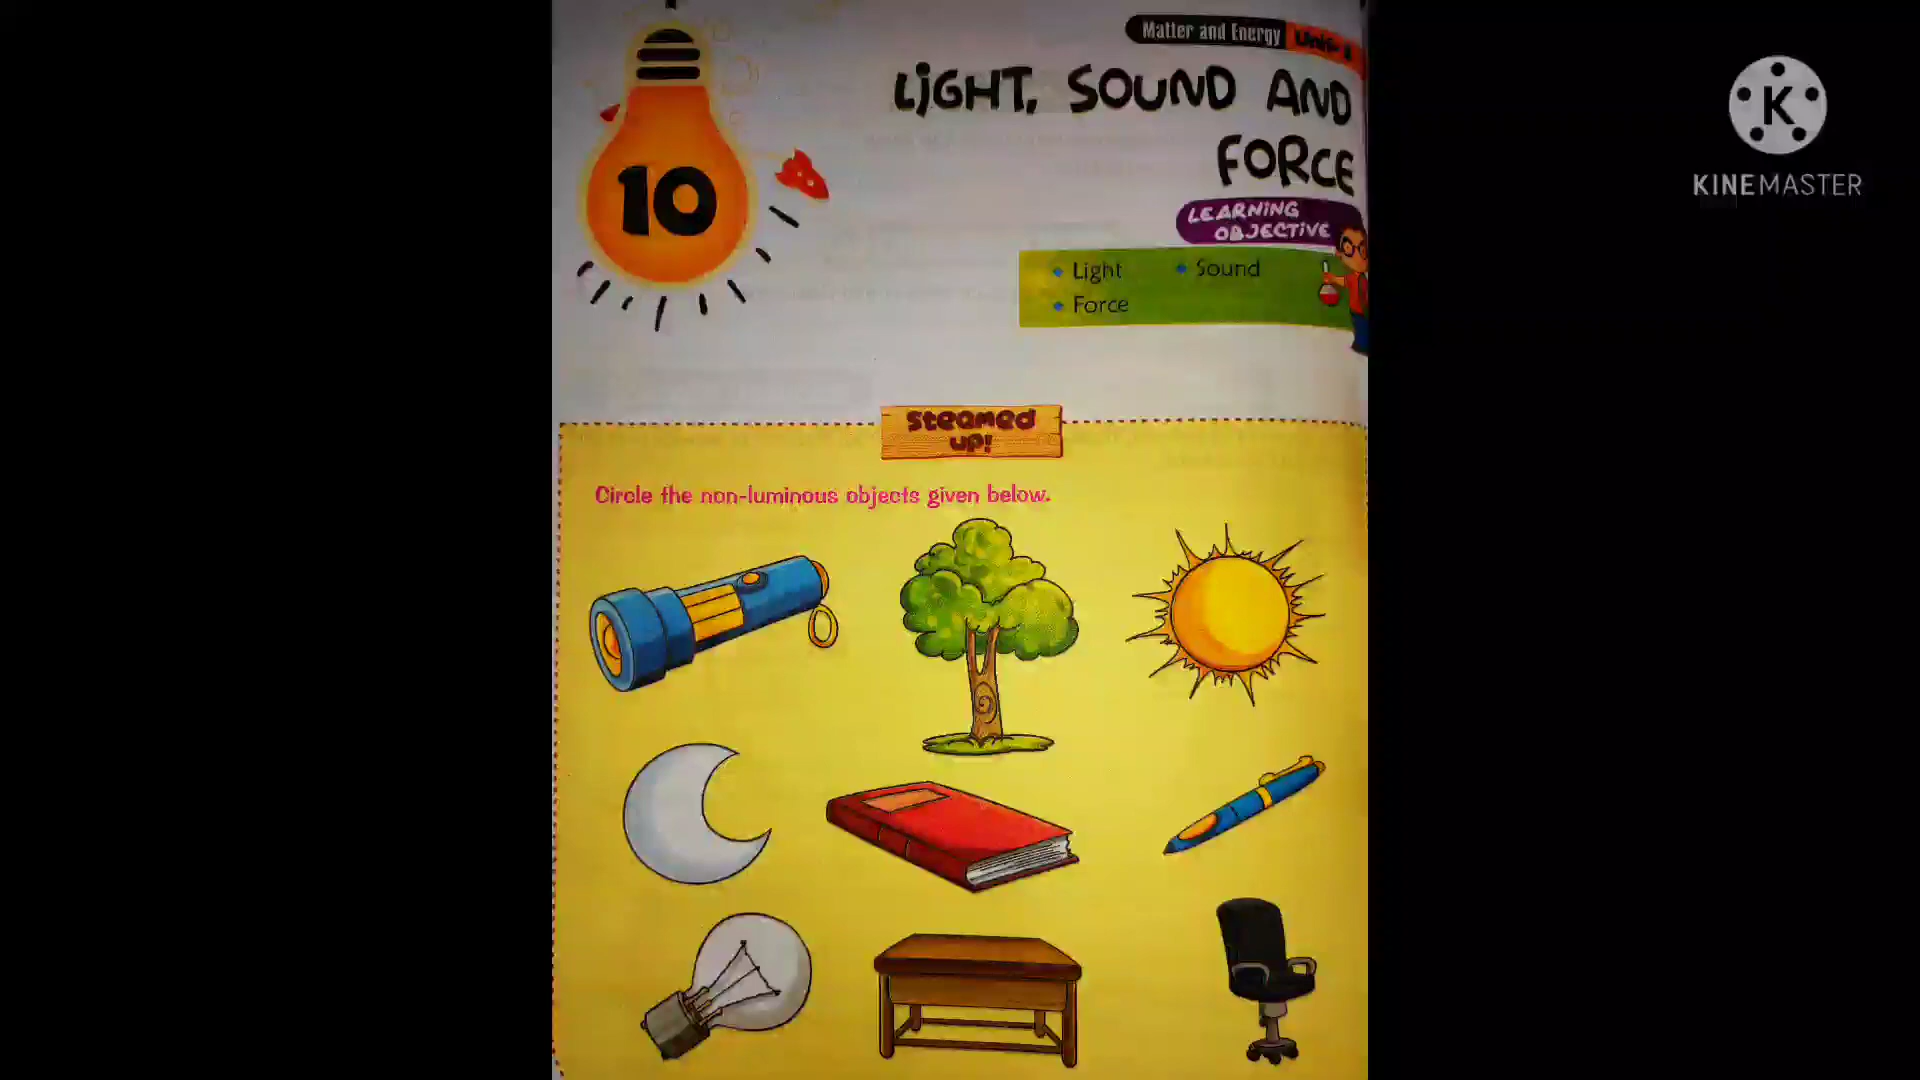 Matter and Energy
LIGHT, SOUND AND
FORCE
10
LEARNING
OBJECTIVE
Light
Sound
Force
Steamed
up!
Circle the non-luminous objects given below.
K
KINEMASTER